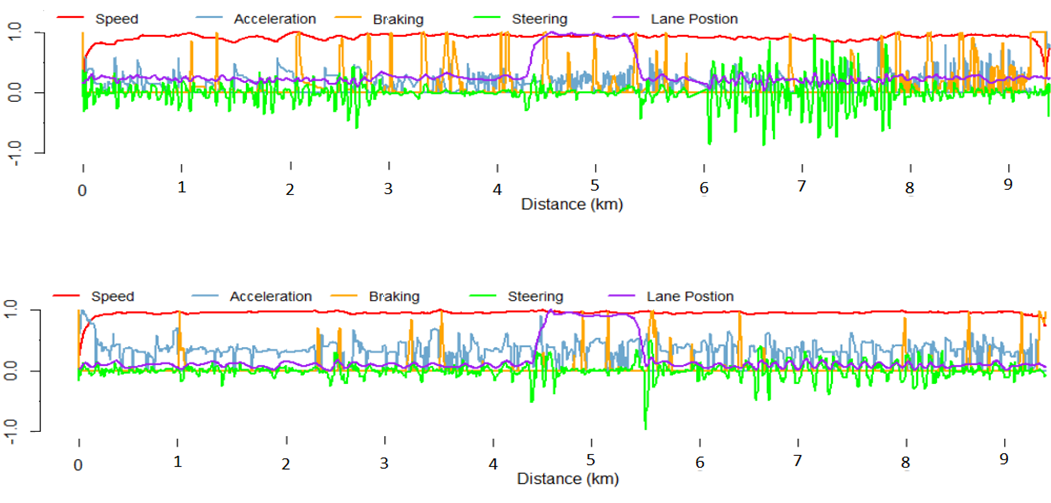 Speed Acceleration Braking Steering Lane Postion
1.0
0.0
-1.0
0 1 2 3 4 5 6 7 8 9
Distance (km)
Speed Acceleration Braking Steering Lane Postion
1.0
0.0
-1.0
0 1 2 3 4 5 6 7 8 9
Distance (km)